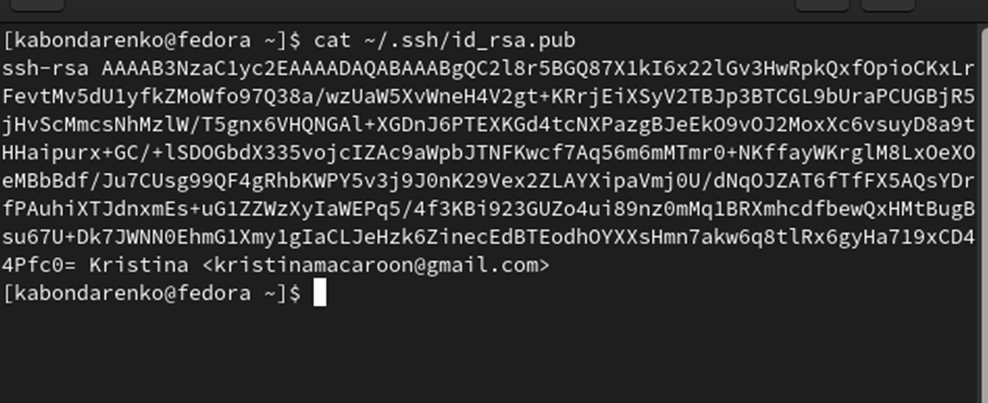 [kabondarenko@fedora ~]$ cat ~/.ssh/id_rsa.pub
ssh-rsa AAAAB3NzaC1yc2EAAAADAQABAAABgQC2l8r5BGQ87X1kI6x22lGv3HwRpkQxfOpioCKxLr
FevtMv5dU1yfkZMoWfo97Q38a/wzUaW5XvWneH4V2gt+KRrjEiXSyV2TBJp3BTCGL9bUraPCUGBjR5
jHvScMmcsNhMzlW/T5gnx6VHQNGAl+XGDnJ6PTEXKGd4tcNXPazgBJeEkO9vOJ2MoxXc6vsuyD8a9t
HHaipurx+GC/+lSDOGbdX335vojcIZAc9aWpbJTNFKwcf7Aq56m6mMTmr0+NKffayWKrglM8LxOeXO
eMBbBdf/Ju7CUsg99QF4gRhbKWPY5v3j9J0nK29Vex2ZLAYXipaVmj0U/dNqOJZAT6fTfFX5AQsYDr
fPAuhiXTJdnxmEs+uG1ZZWzXyIaWEPq5/4f3KBi923GUZo4ui89nz0mMq1BRXmhcdfbewQxHMtBugB
su67U+Dk7JWNN0EhmG1Xmy1gIaCLJeHzk6ZinecEdBTEodhOYXXsHmn7akw6q8tlRx6gyHa719xCD4
4Pfc0= Kristina <kristinamacaroon@gmail.com>
[kabondarenko@fedora ~]$